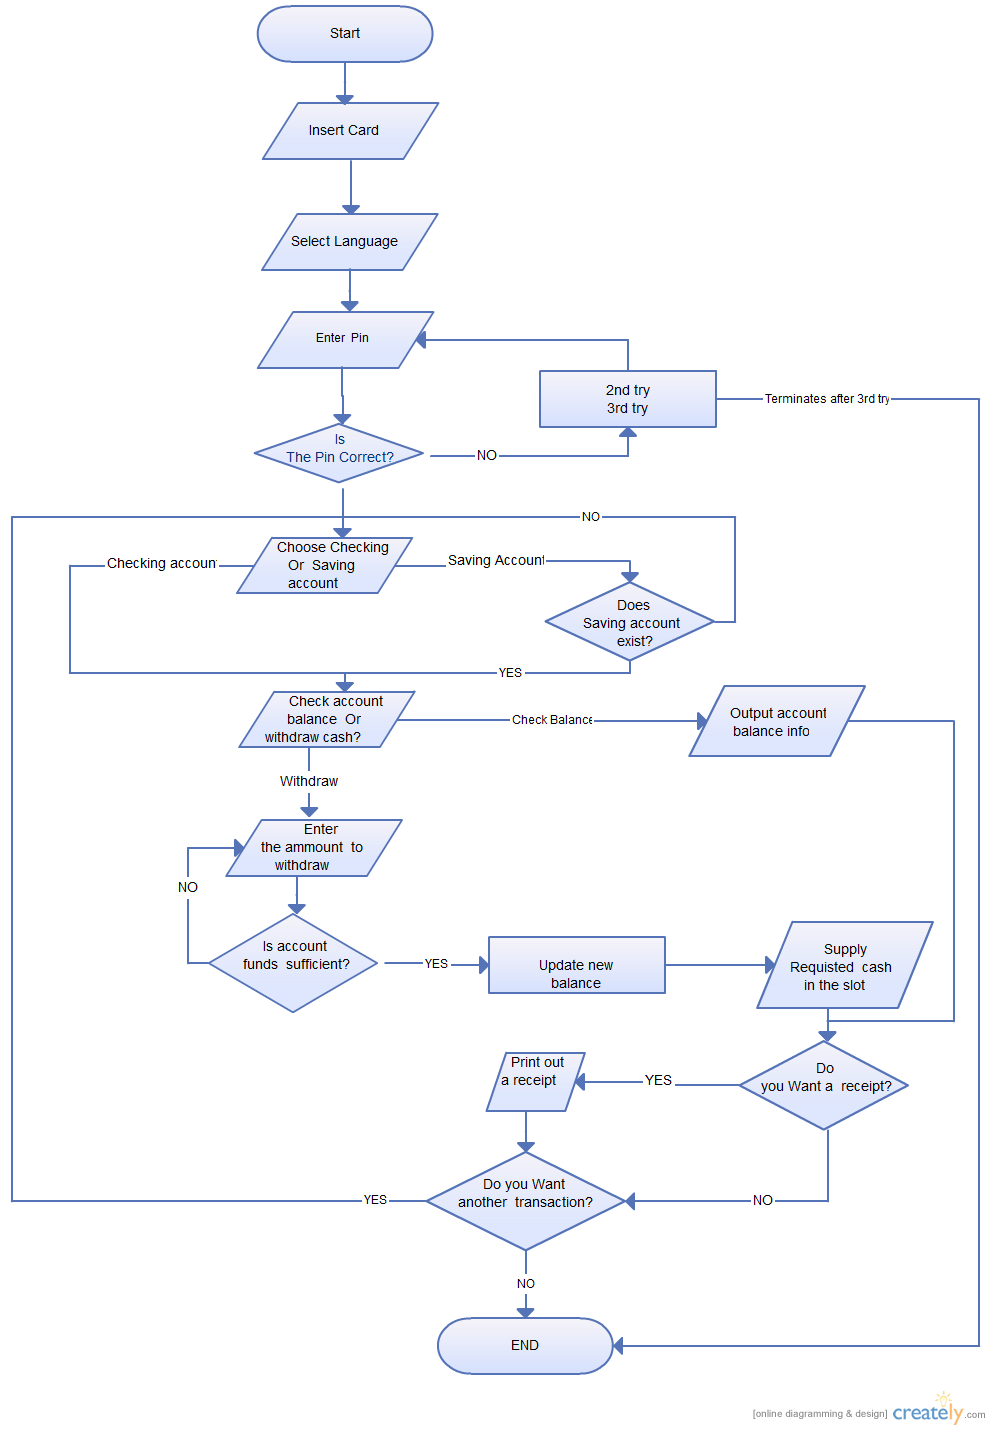 Start
Insert Card
Select Language
Enter Pin
2nd try
3rd try
Terminates after 3rd try
Is
The Pin Correct?
NO
NO
Choose Checking
Or Saving
account
Checking accoun
Saving Account
Does
Saving account
exist?
YES
Check account
balance Or
withdraw cash?
Check Balance
Output account
balance info
Withdraw
Enter
the ammount to
withdraw
NO
Is account
funds sufficient?
YES
Update new
balance
Supply
Requisted cash
in the slot
Do
you Want a receipt?
YES
Print out
a receipt
Do you Want
another transaction?
YES
NO
NO
END
[online diagramming & design] creately.com